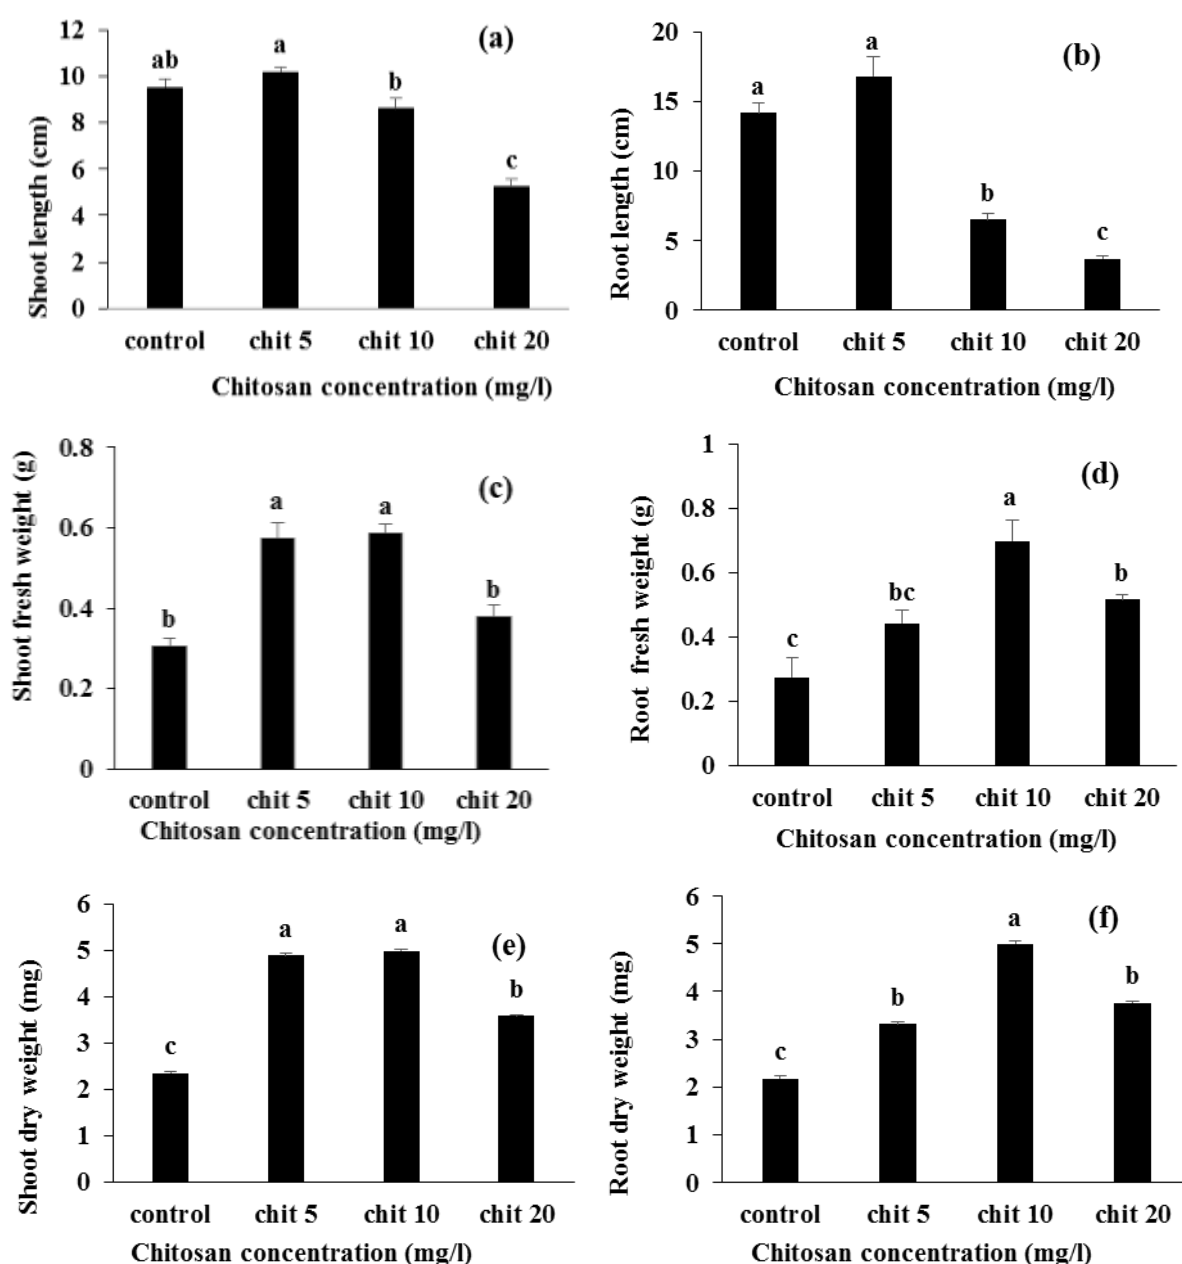 (a)
Shoot length (cm)
12
10
8
6
4
2
0
ab
a
b
c
control chit 5 chit 10 chit 20
Chitosan concentration (mg/l)
(b)
Root length (cm)
20
15
10
5
0
a
a
b
c
control chit 5 chit 10 chit 20
Chitosan concentration (mg/l)
(c)
Shoot fresh weight (g)
0.8
0.6
0.4
0.2
0
b
a
a
b
control chit 5 chit 10 chit 20
Chitosan concentration (mg/l)
(d)
Root fresh weight (g)
1
0.8
0.6
0.4
0.2
0
c
bc
a
b
control chit 5 chit 10 chit 20
Chitosan concentration (mg/l)
(e)
Shoot dry weight (mg)
6
5
4
3
2
1
0
c
a
a
b
control chit 5 chit 10 chit 20
Chitosan concentration (mg/l)
(f)
Root dry weight (mg)
6
5
4
3
2
1
0
c
b
a
b
control chit 5 chit 10 chit 20
Chitosan concentration (mg/l)